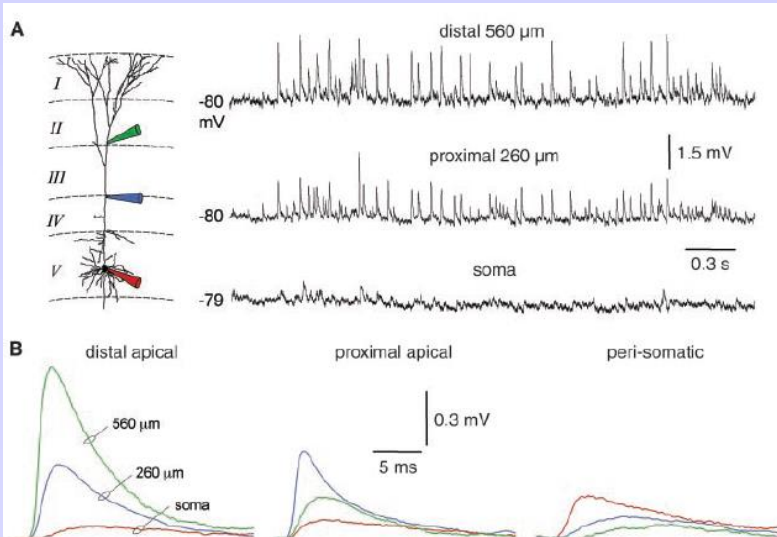 A
distal 560 μm
I
-80
mV
II
proximal 260 μm
1.5 mV
III
-80
IV
0.3 s
soma
V
-79
B
distal apical
proximal apical
peri-somatic
560 μm
0.3 mV
260 μm
5 ms
soma